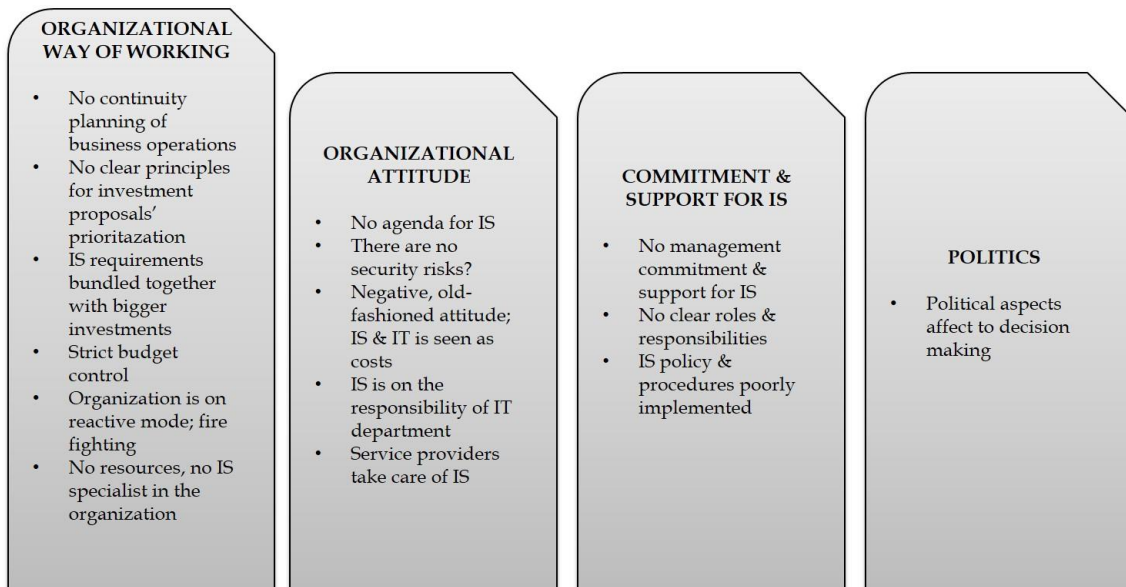 ORGANIZATIONAL
WAY OF WORKING
• No continuity
planning of
business operations
• No clear principles
for investment
proposals’
prioritazation
• IS requirements
bundled together
with bigger
investments
• Strict budget
control
• Organization is on
reactive mode; fire
fighting
• No resources, no IS
specialist in the
organization
ORGANIZATIONAL
ATTITUDE
• No agenda for IS
• There are no
security risks?
• Negative, old-
fashioned attitude;
IS & IT is seen as
costs
• IS is on the
responsibility of IT
department
• Service providers
take care of IS
COMMITMENT &
SUPPORT FOR IS
• No management
commitment &
support for IS
• No clear roles &
responsibilities
• IS policy &
procedures poorly
implemented
POLITICS
• Political aspects
affect to decision
making